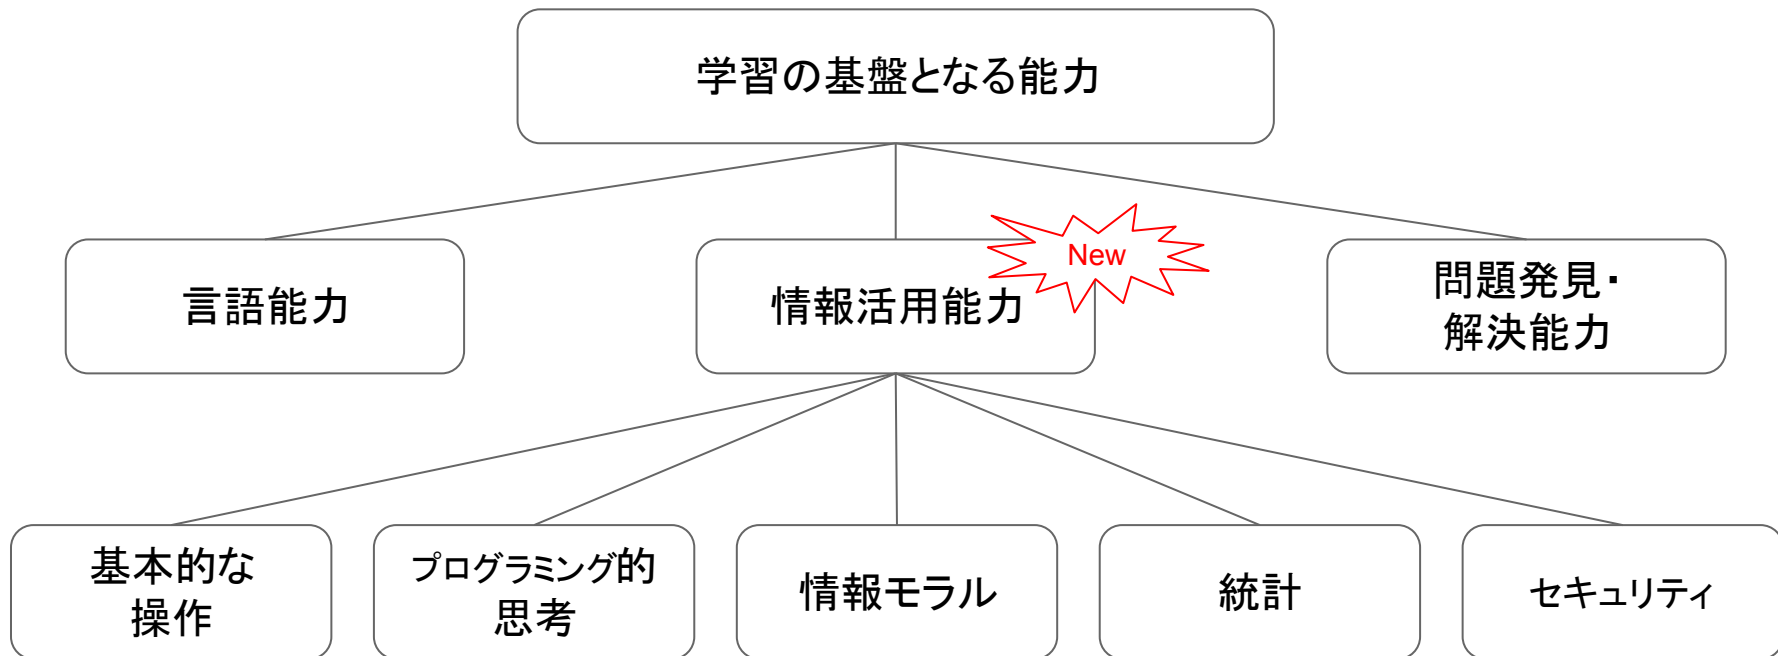 学習の基盤となる能力
言語能力
情報活用能力
New
問題発見・
解決能力
基本的な
操作
プログラミング的
思考
情報モラル
統計
セキュリティ